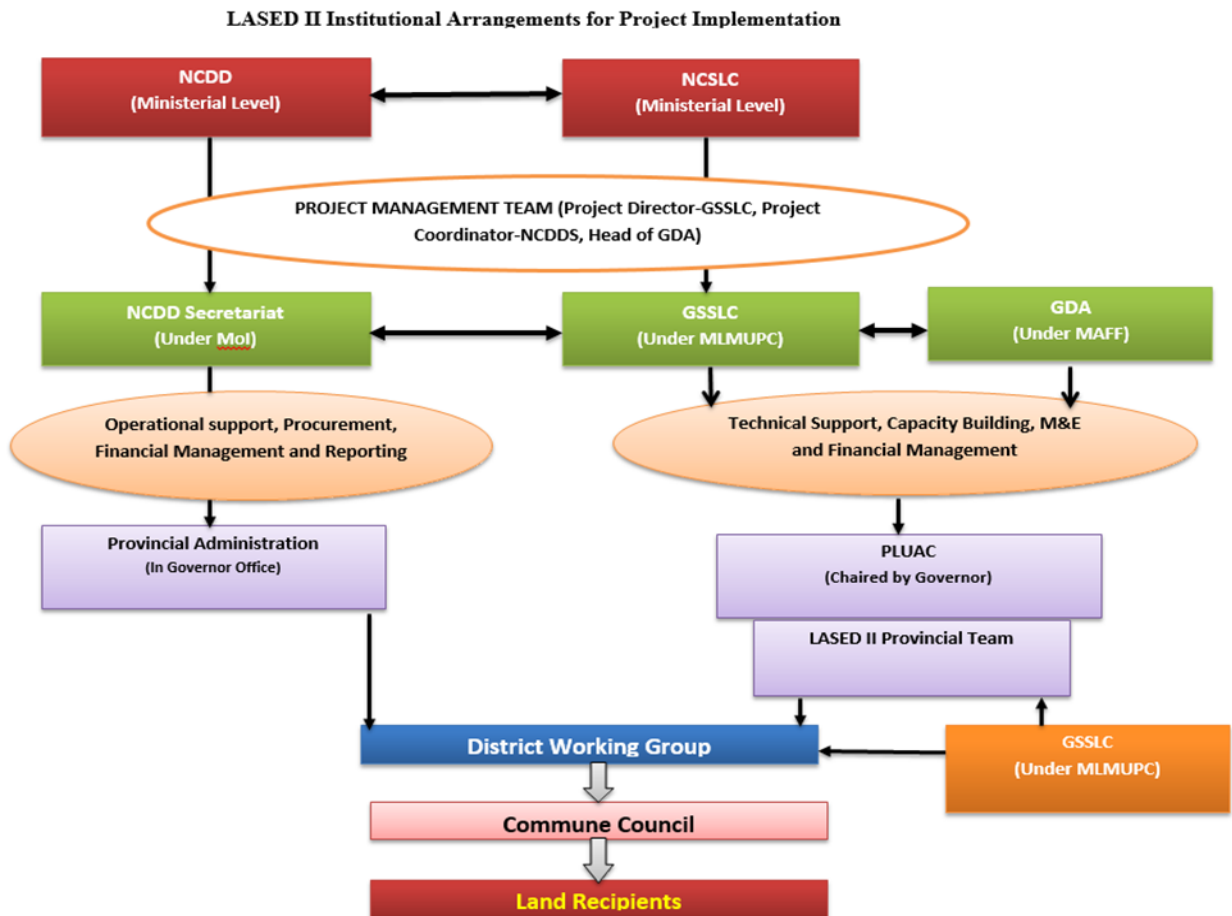 LASED II Institutional Arrangements for Project Implementation
NCDD
(Ministerial Level)
NCSLC
(Ministerial Level)
PROJECT MANAGEMENT TEAM (Project Director-GSSLC, Project
Coordinator-NCDDS, Head of GDA)
NCDD Secretariat
(Under MoI)
GSSLC
(Under MLMUPC)
GDA
(Under MAFF)
Operational support, Procurement,
Financial Management and Reporting
Technical Support, Capacity Building, M&E
and Financial Management
Provincial Administration
(In Governor Office)
PLUAC
(Chaired by Governor)
LASED II Provincial Team
District Working Group
GSSLC
(Under MLMUPC)
Commune Council
Land Recipients